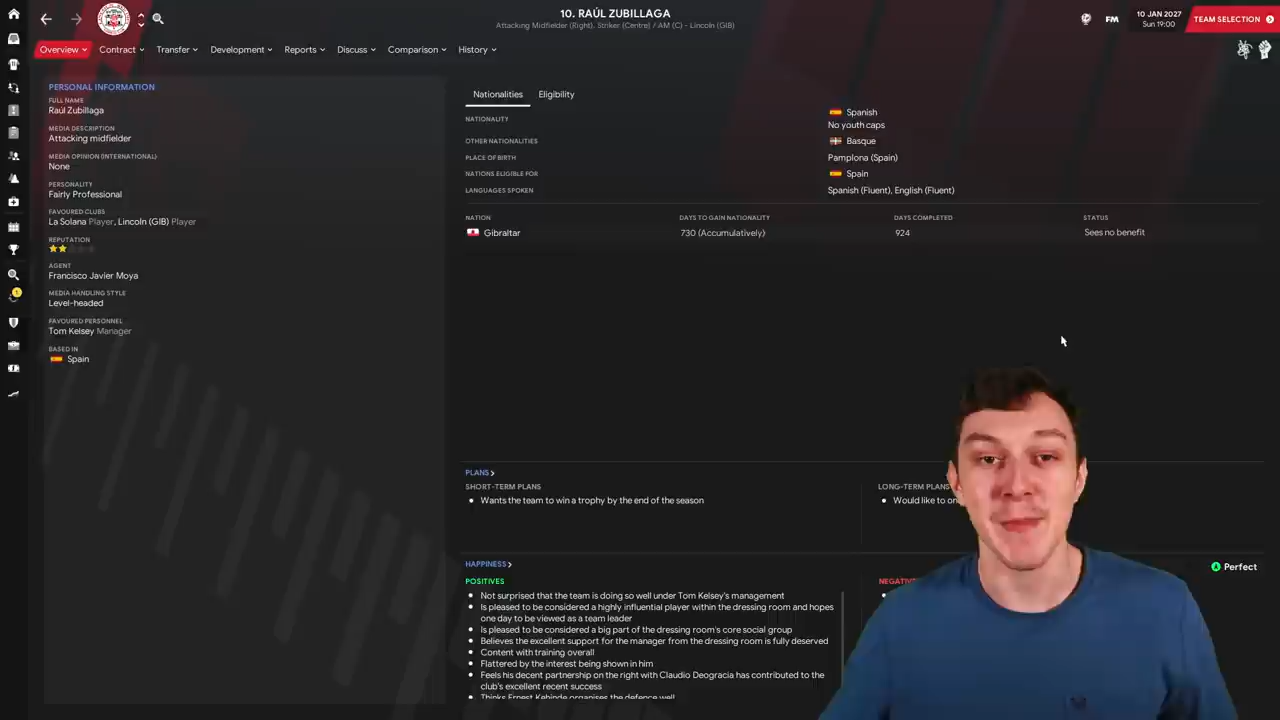 10. RAÚL ZUBILLAGA
Attacking Midfielder (Right), Striker (Centre) / AM (C) - Lincoln (GIB)
FM
10 JAN 2027
Sun 19:00
TEAM SELECTION
Overview
Contract
Transfer
Development
Reports
Discuss
Comparison
History
1
PERSONAL INFORMATION
FULL NAME
Raúl Zubillaga
MEDIA DESCRIPTION
Attacking midfielder
MEDIA OPINION (INTERNATIONAL)
None
PERSONALITY
Fairly Professional
FAVOURED CLUBS
La Solana Player, Lincoln (GIB) Player
REPUTATION
AGENT
Francisco Javier Moya
MEDIA HANDLING STYLE
Level-headed
FAVOURED PERSONNEL
Tom Kelsey Manager
BASED IN
Spain
Nationalities
Eligibility
NATIONALITY
Spanish
No youth caps
OTHER NATIONALITIES
Basque
PLACE OF BIRTH
Pamplona (Spain)
NATIONS ELIGIBLE FOR
Spain
LANGUAGES SPOKEN
Spanish (Fluent), English (Fluent)
NATION
DAYS TO GAIN NATIONALITY
DAYS COMPLETED
STATUS
Gibraltar
730 (Accumulatively)
924
Sees no benefit
PLANS
SHORT-TERM PLANS
Wants the team to win a trophy by the end of the season
LONG-TERM PLANS
Would like to on
HAPPINESS
Perfect
POSITIVES
Not surprised that the team is doing so well under Tom Kelsey's management
Is pleased to be considered a highly influential player within the dressing room and hopes
one day to be viewed as a team leader
Is pleased to be considered a big part of the dressing room's core social group
Believes the excellent support for the manager from the dressing room is fully deserved
Content with training overall
Flattered by the interest being shown in him
Feels his decent partnership on the right with Claudio Deogracia has contributed to the
club's excellent recent success
Thinks Ernest Kehinde organises the defence well
NEGATIV